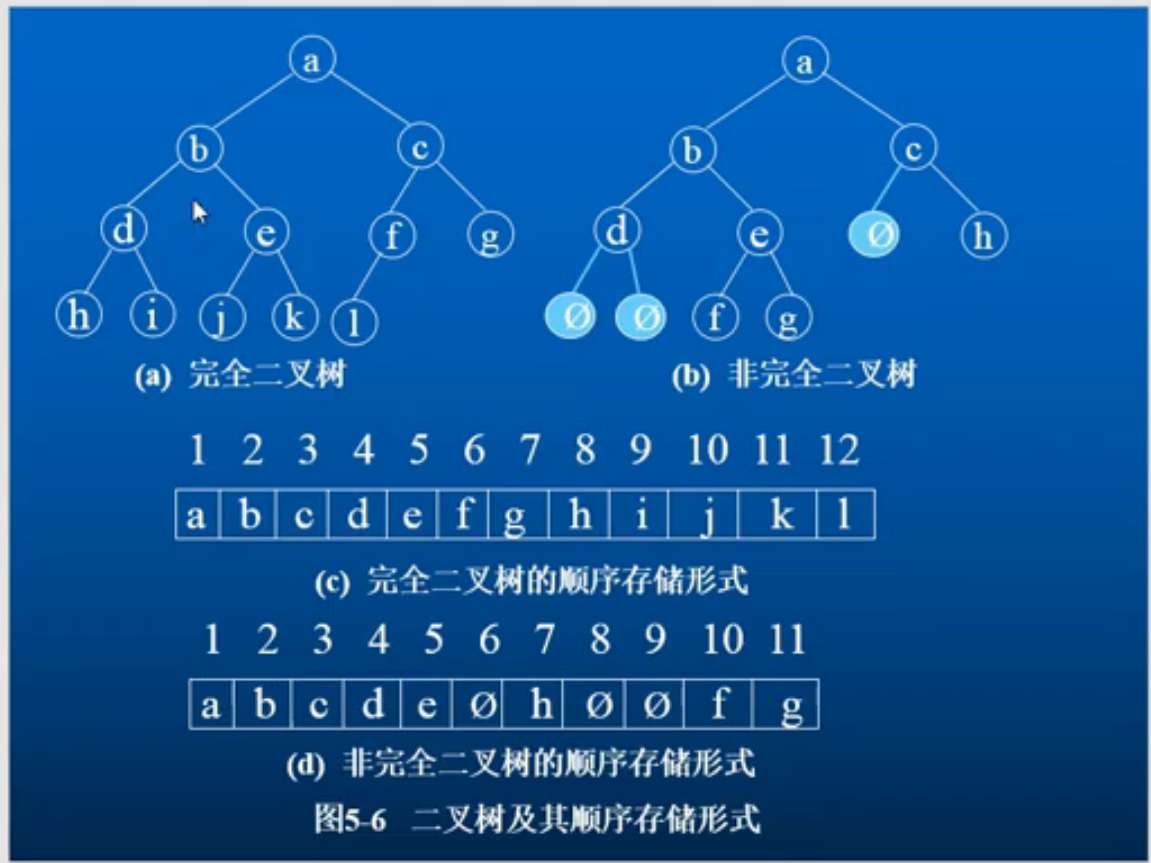 a a
b c b c
d e f g d e Ø h
h i j k l Ø Ø f g
(a) 完全二叉树 (b) 非完全二叉树
1 2 3 4 5 6 7 8 9 10 11 12
a b c d e f g h i j k l
(c) 完全二叉树的顺序存储形式
1 2 3 4 5 6 7 8 9 10 11
a b c d e Ø h Ø Ø f g
(d) 非完全二叉树的顺序存储形式
图5-6 二叉树及其顺序存储形式